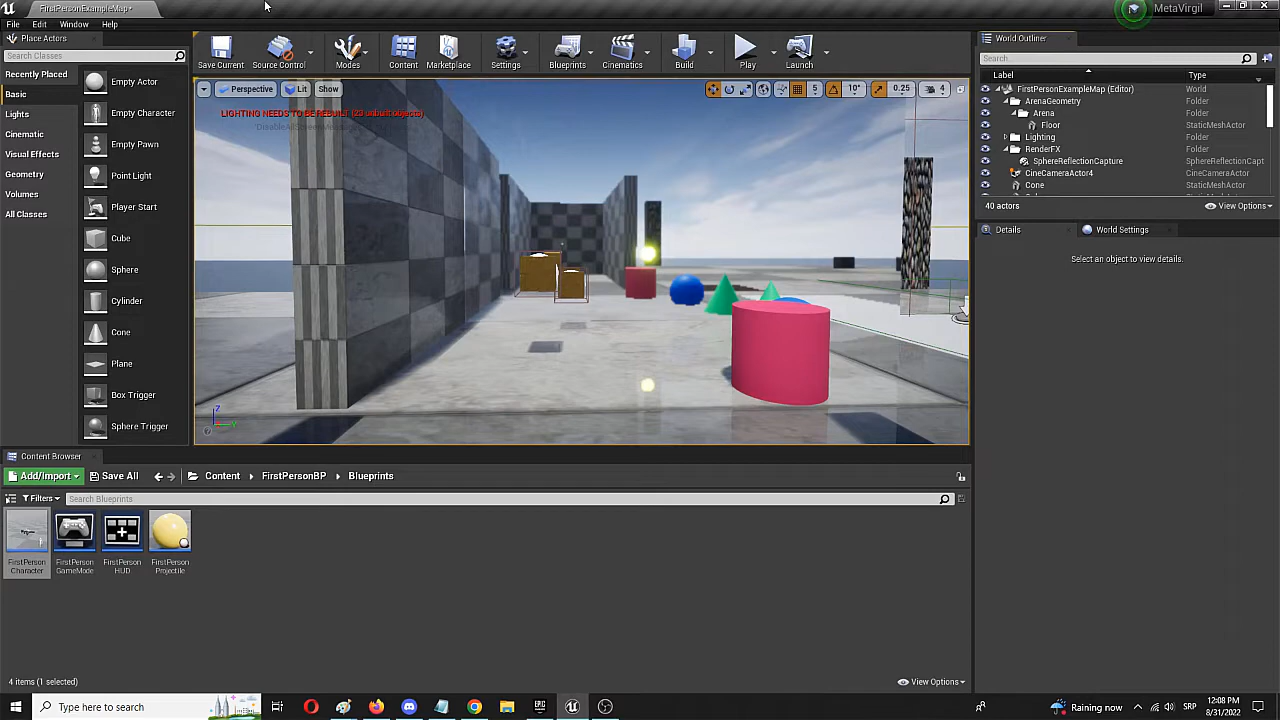 FirstPersonExampleMap*
MetaVirgil
File Edit Window Help
Place Actors
Search Classes
Recently Placed
Basic
Lights
Cinematic
Visual Effects
Geometry
Volumes
All Classes
Empty Actor
Empty Character
Empty Pawn
Point Light
Player Start
Cube
Sphere
Cylinder
Cone
Plane
Box Trigger
Sphere Trigger
Save Current
Source Control
Modes
Content
Marketplace
Settings
Blueprints
Cinematics
Build
Play
Launch
Perspective
Lit
Show
5
10°
0.25
4
LIGHTING NEEDS TO BE REBUILT (23 unbuilt objects)
Z
Y
World Outliner
Search...
Label Type
FirstPersonExampleMap (Editor) World
ArenaGeometry Folder
Arena Folder
Floor StaticMeshActor
Lighting Folder
RenderFX Folder
SphereReflectionCapture SphereReflectionCapt
CineCameraActor4 CineCameraActor
Cone StaticMeshActor
40 actors
View Options
Details
World Settings
Select an object to view details.
Content Browser
Add/Import
Save All
Content
FirstPersonBP
Blueprints
Filters
Search Blueprints
FirstPerson
Character
FirstPerson
GameMode
FirstPerson
HUD
FirstPerson
Projectile
4 items (1 selected)
View Options
Type here to search
EPIC
Raining now
SRP
12:08 PM
8/31/2022